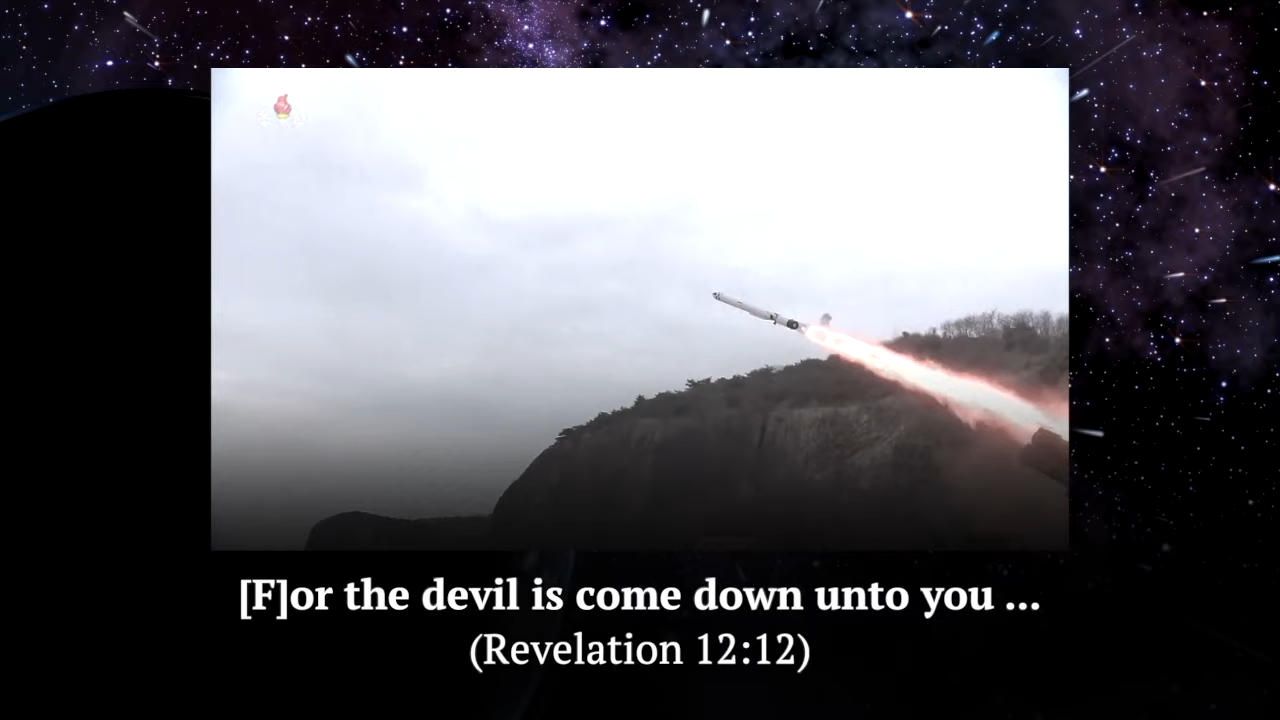 [F]or the devil is come down unto you ...
(Revelation 12:12)